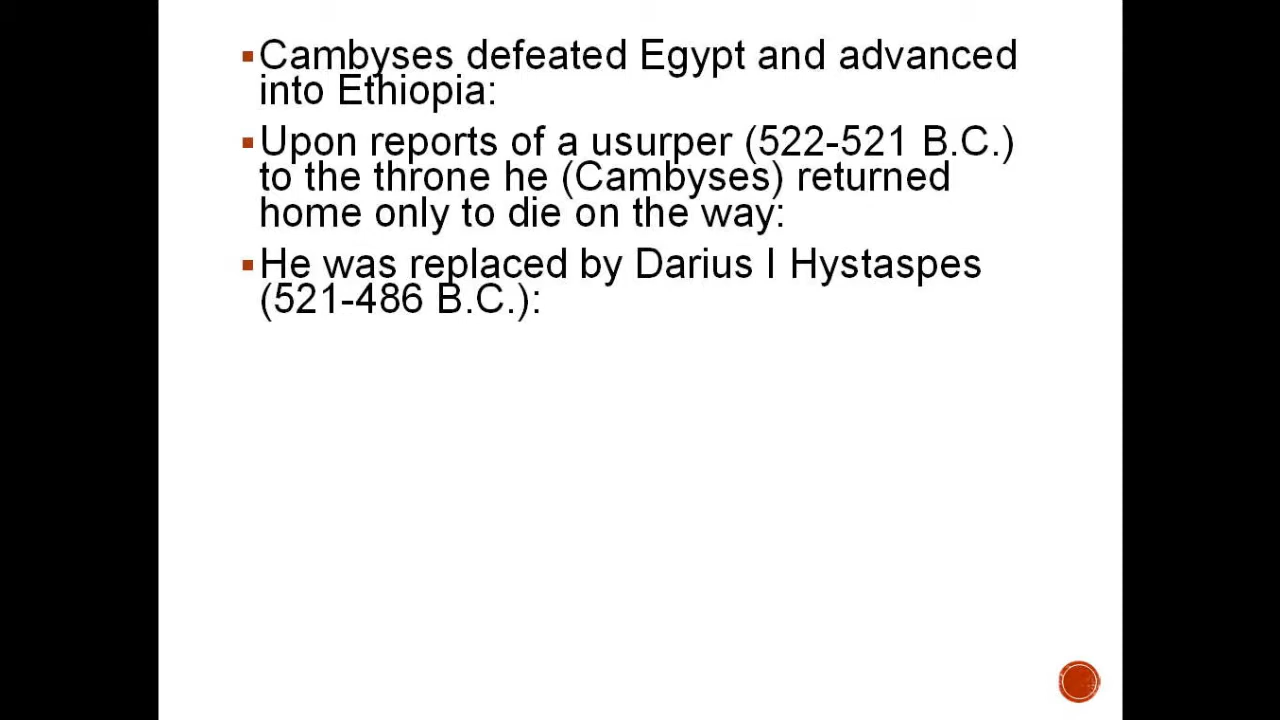 ▪Cambyses defeated Egypt and advanced
into Ethiopia:
▪Upon reports of a usurper (522-521 B.C.)
to the throne he (Cambyses) returned
home only to die on the way:
▪He was replaced by Darius I Hystaspes
(521-486 B.C.):